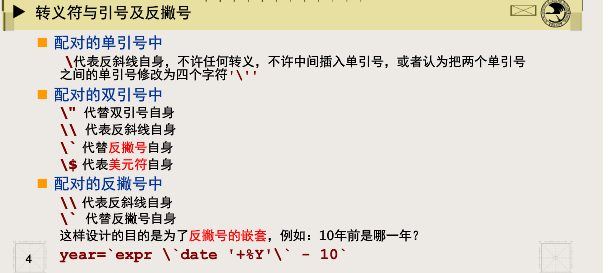 转义符与引号及反撇号
配对的单引号中
\代表反斜线自身，不许任何转义，不许中间插入单引号，或者认为把两个单引号
之间的单引号修改为四个字符'\''
配对的双引号中
\" 代替双引号自身
\\ 代表反斜线自身
\` 代替反撇号自身
\$ 代表美元符自身
配对的反撇号中
\\ 代表反斜线自身
\` 代替反撇号自身
这样设计的目的是为了反撇号的嵌套，例如：10年前是哪一年？
year=`expr \`date '+%Y'\` - 10`
4